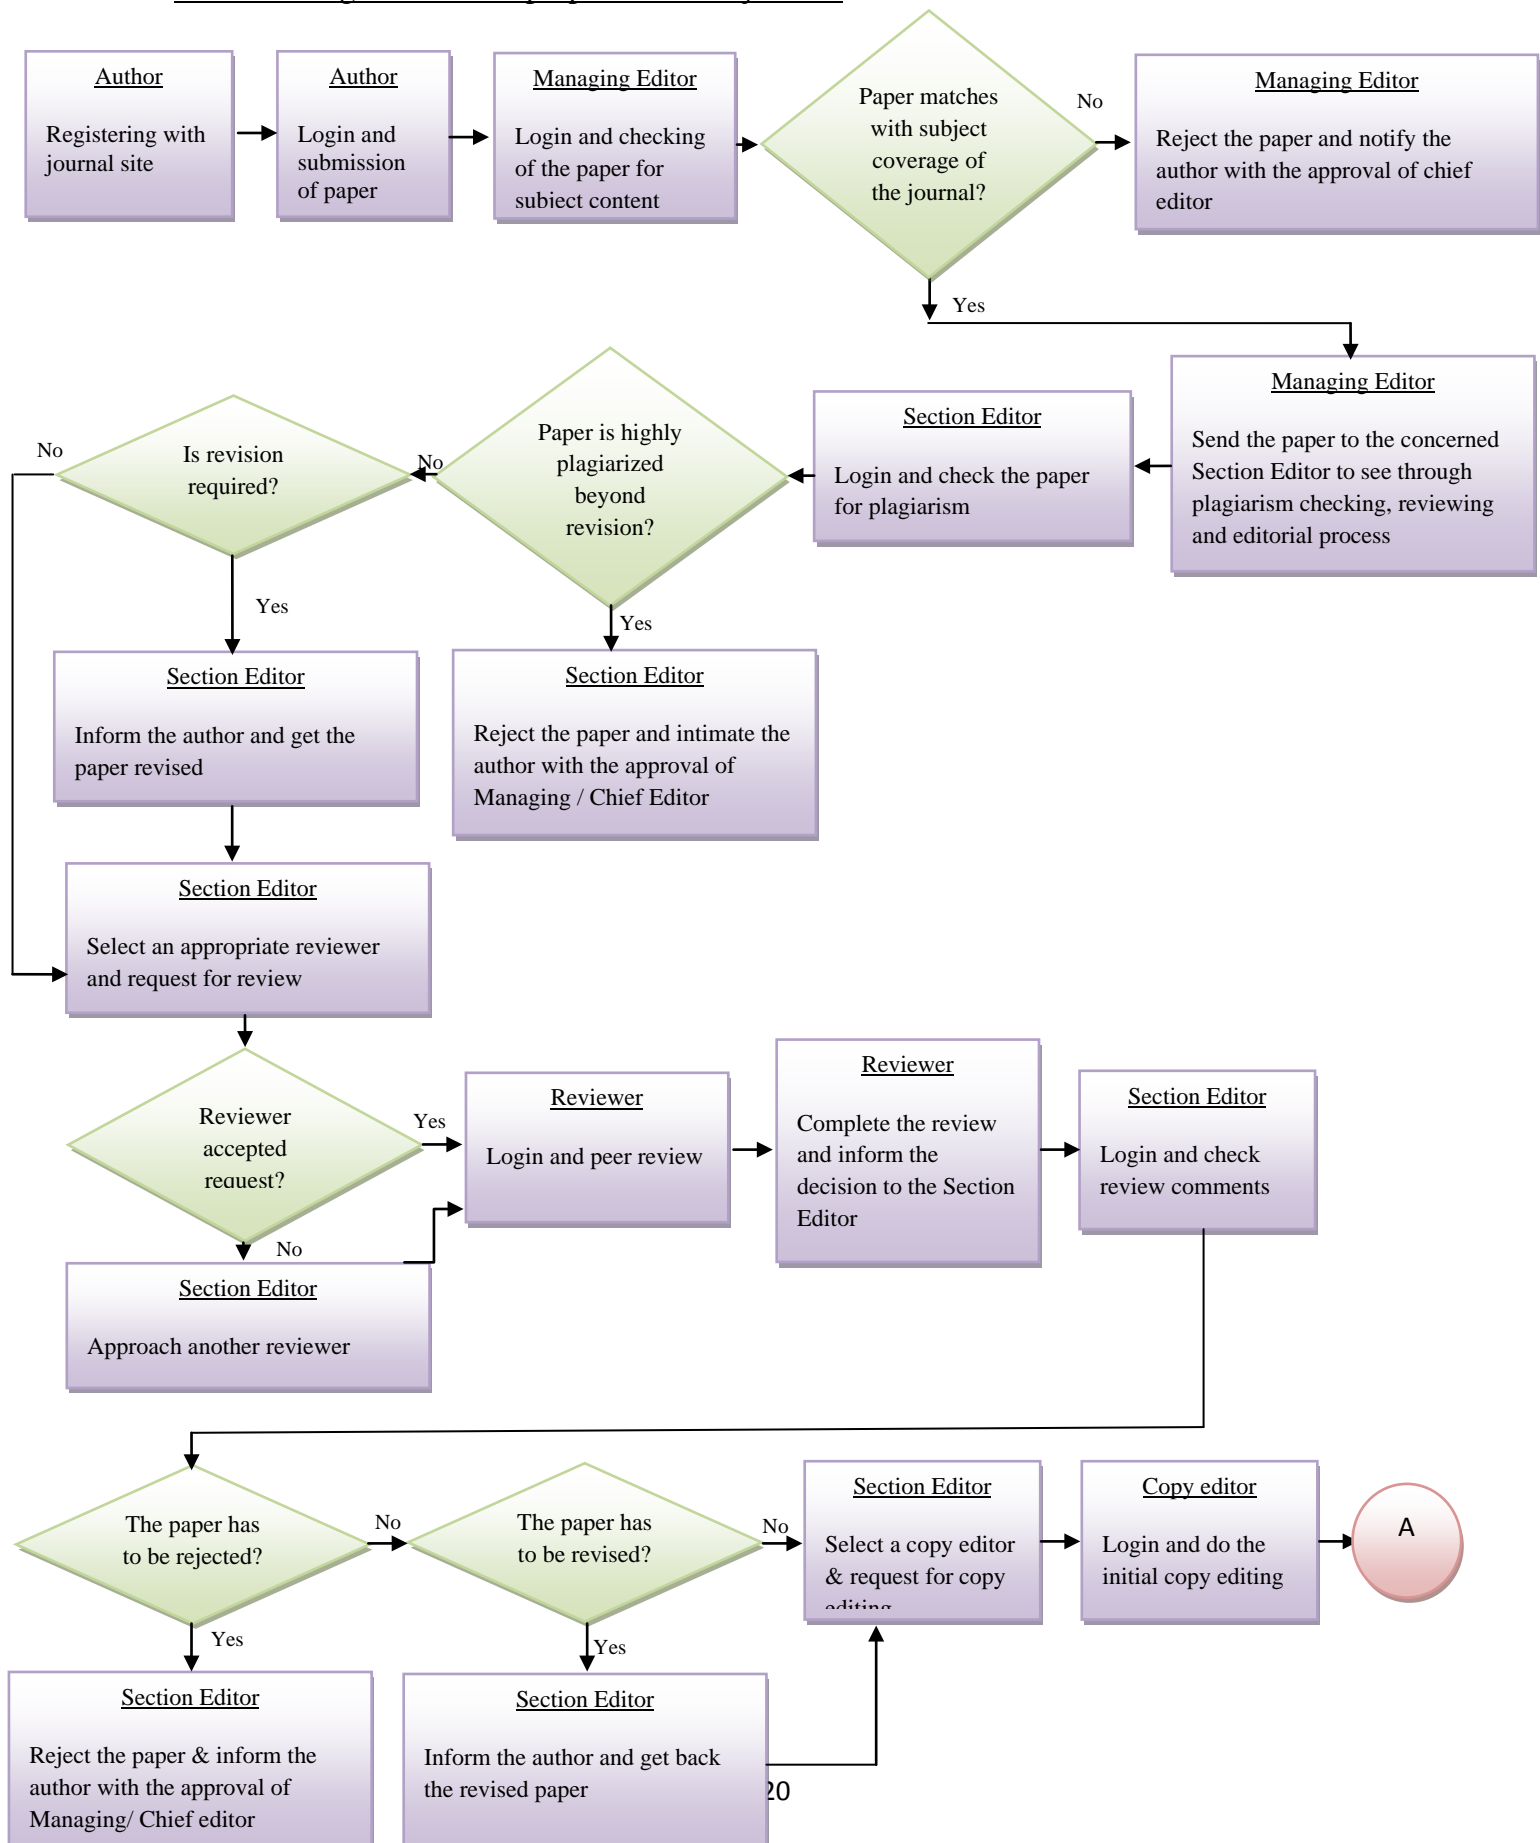 Author
Registering with
journal site
Author
Login and
submission
of paper
Managing Editor
Login and checking
of the paper for
subject content
Paper matches
with subject
coverage of
the journal?
No
Managing Editor
Reject the paper and notify the
author with the approval of chief
editor
Yes
Managing Editor
Send the paper to the concerned
Section Editor to see through
plagiarism checking, reviewing
and editorial process
Section Editor
Login and check the paper
for plagiarism
Paper is highly
plagiarized
beyond
revision?
No
Is revision
required?
No
Yes
Yes
Section Editor
Inform the author and get the
paper revised
Section Editor
Reject the paper and intimate the
author with the approval of
Managing / Chief Editor
Section Editor
Select an appropriate reviewer
and request for review
Reviewer
accepted
request?
Yes
No
Reviewer
Login and peer review
Reviewer
Complete the review
and inform the
decision to the Section
Editor
Section Editor
Login and check
review comments
Section Editor
Approach another reviewer
The paper has
to be rejected?
No
The paper has
to be revised?
No
Section Editor
Select a copy editor
& request for copy
editing
Copy editor
Login and do the
initial copy editing
A
Yes
Yes
Section Editor
Reject the paper & inform the
author with the approval of
Managing/ Chief editor
Section Editor
Inform the author and get back
the revised paper
20